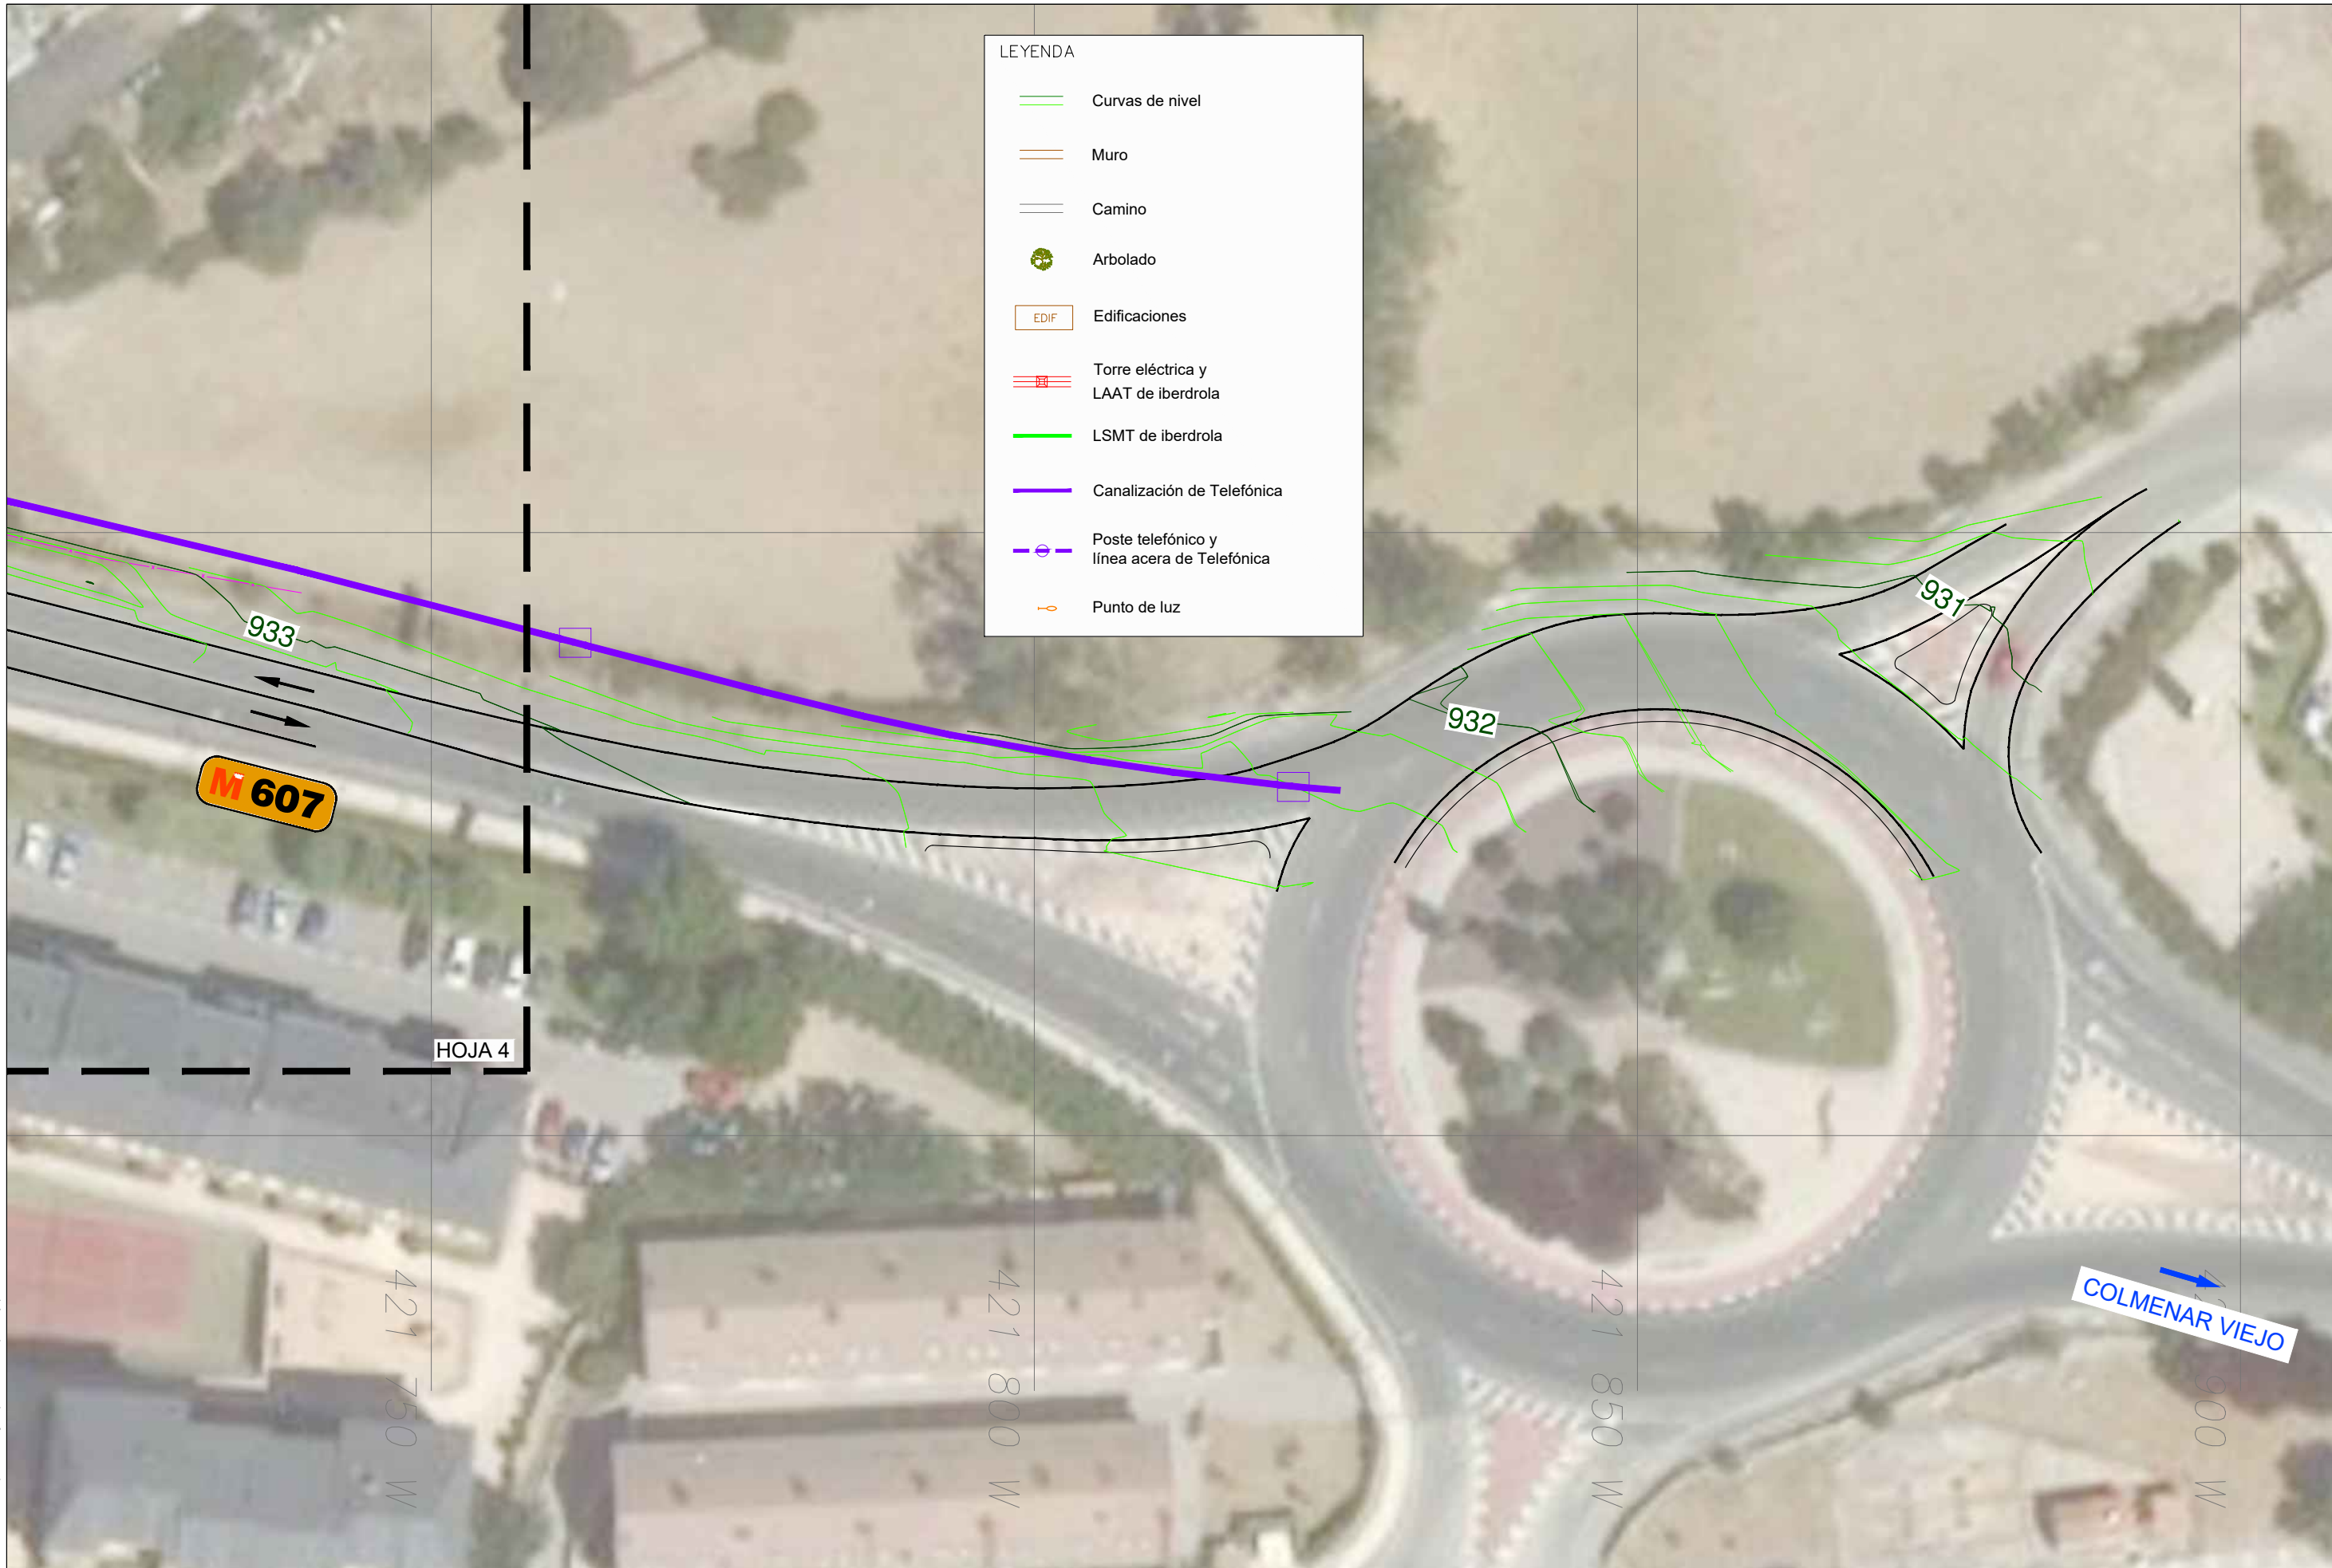 LEYENDA
Curvas de nivel
Muro
Camino
Arbolado
EDIF
Edificaciones
Torre eléctrica y
LAAT de iberdrola
LSMT de iberdrola
Canalización de Telefónica
Poste telefónico y
línea acera de Telefónica
Punto de luz
931
933
932
M 607
HOJA 4
COLMENAR VIEJO
421 750 W
421 800 W
421 850 W
900 W